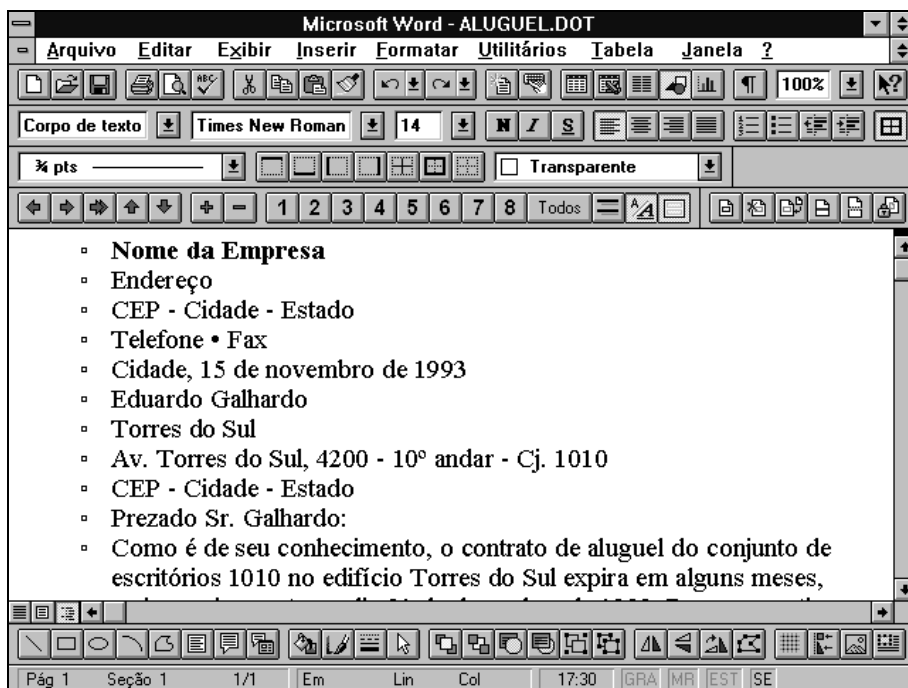 Microsoft Word - ALUGUEL.DOT
Arquivo Editar Exibir Inserir Formatar Utilitários Tabela Janela ?
ABC 100%
Corpo de texto Times New Roman 14 N I S
¾ pts Transparente
1 2 3 4 5 6 7 8 Todos
Nome da Empresa
Endereço
CEP - Cidade - Estado
Telefone • Fax
Cidade, 15 de novembro de 1993
Eduardo Galhardo
Torres do Sul
Av. Torres do Sul, 4200 - 10º andar - Cj. 1010
CEP - Cidade - Estado
Prezado Sr. Galhardo:
Como é de seu conhecimento, o contrato de aluguel do conjunto de
escritórios 1010 no edifício Torres do Sul expira em alguns meses,
Pág 1 Seção 1 1/1 Em Lin Col 17:30 GRA MR EST SE